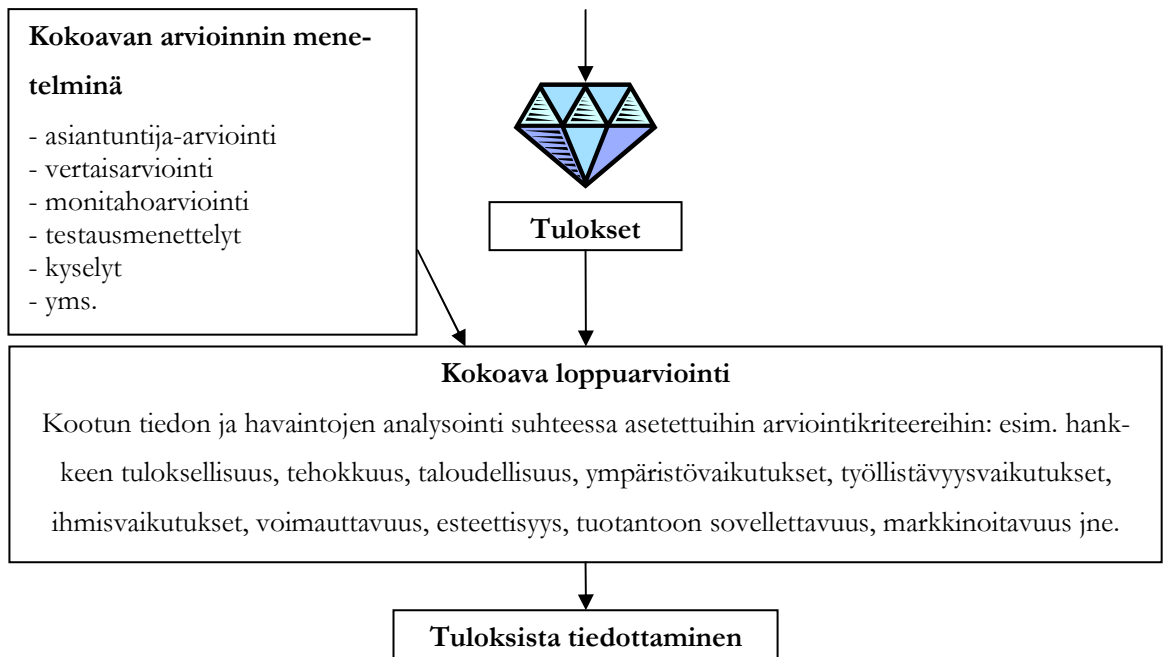 Kokoavan arvioinnin mene-
telminä
- asiantuntija-arviointi
- vertaisarviointi
- monitahoarviointi
- testausmenettelyt
- kyselyt
- yms.
Tulokset
Kokoava loppuarviointi
Kootun tiedon ja havaintojen analysointi suhteessa asetettuihin arviointikriteereihin: esim. hank-
keen tuloksellisuus, tehokkuus, taloudellisuus, ympäristövaikutukset, työllistävyysvaikutukset,
ihmisvaikutukset, voimauttavuus, esteettisyys, tuotantoon sovellettavuus, markkinoitavuus jne.
Tuloksista tiedottaminen